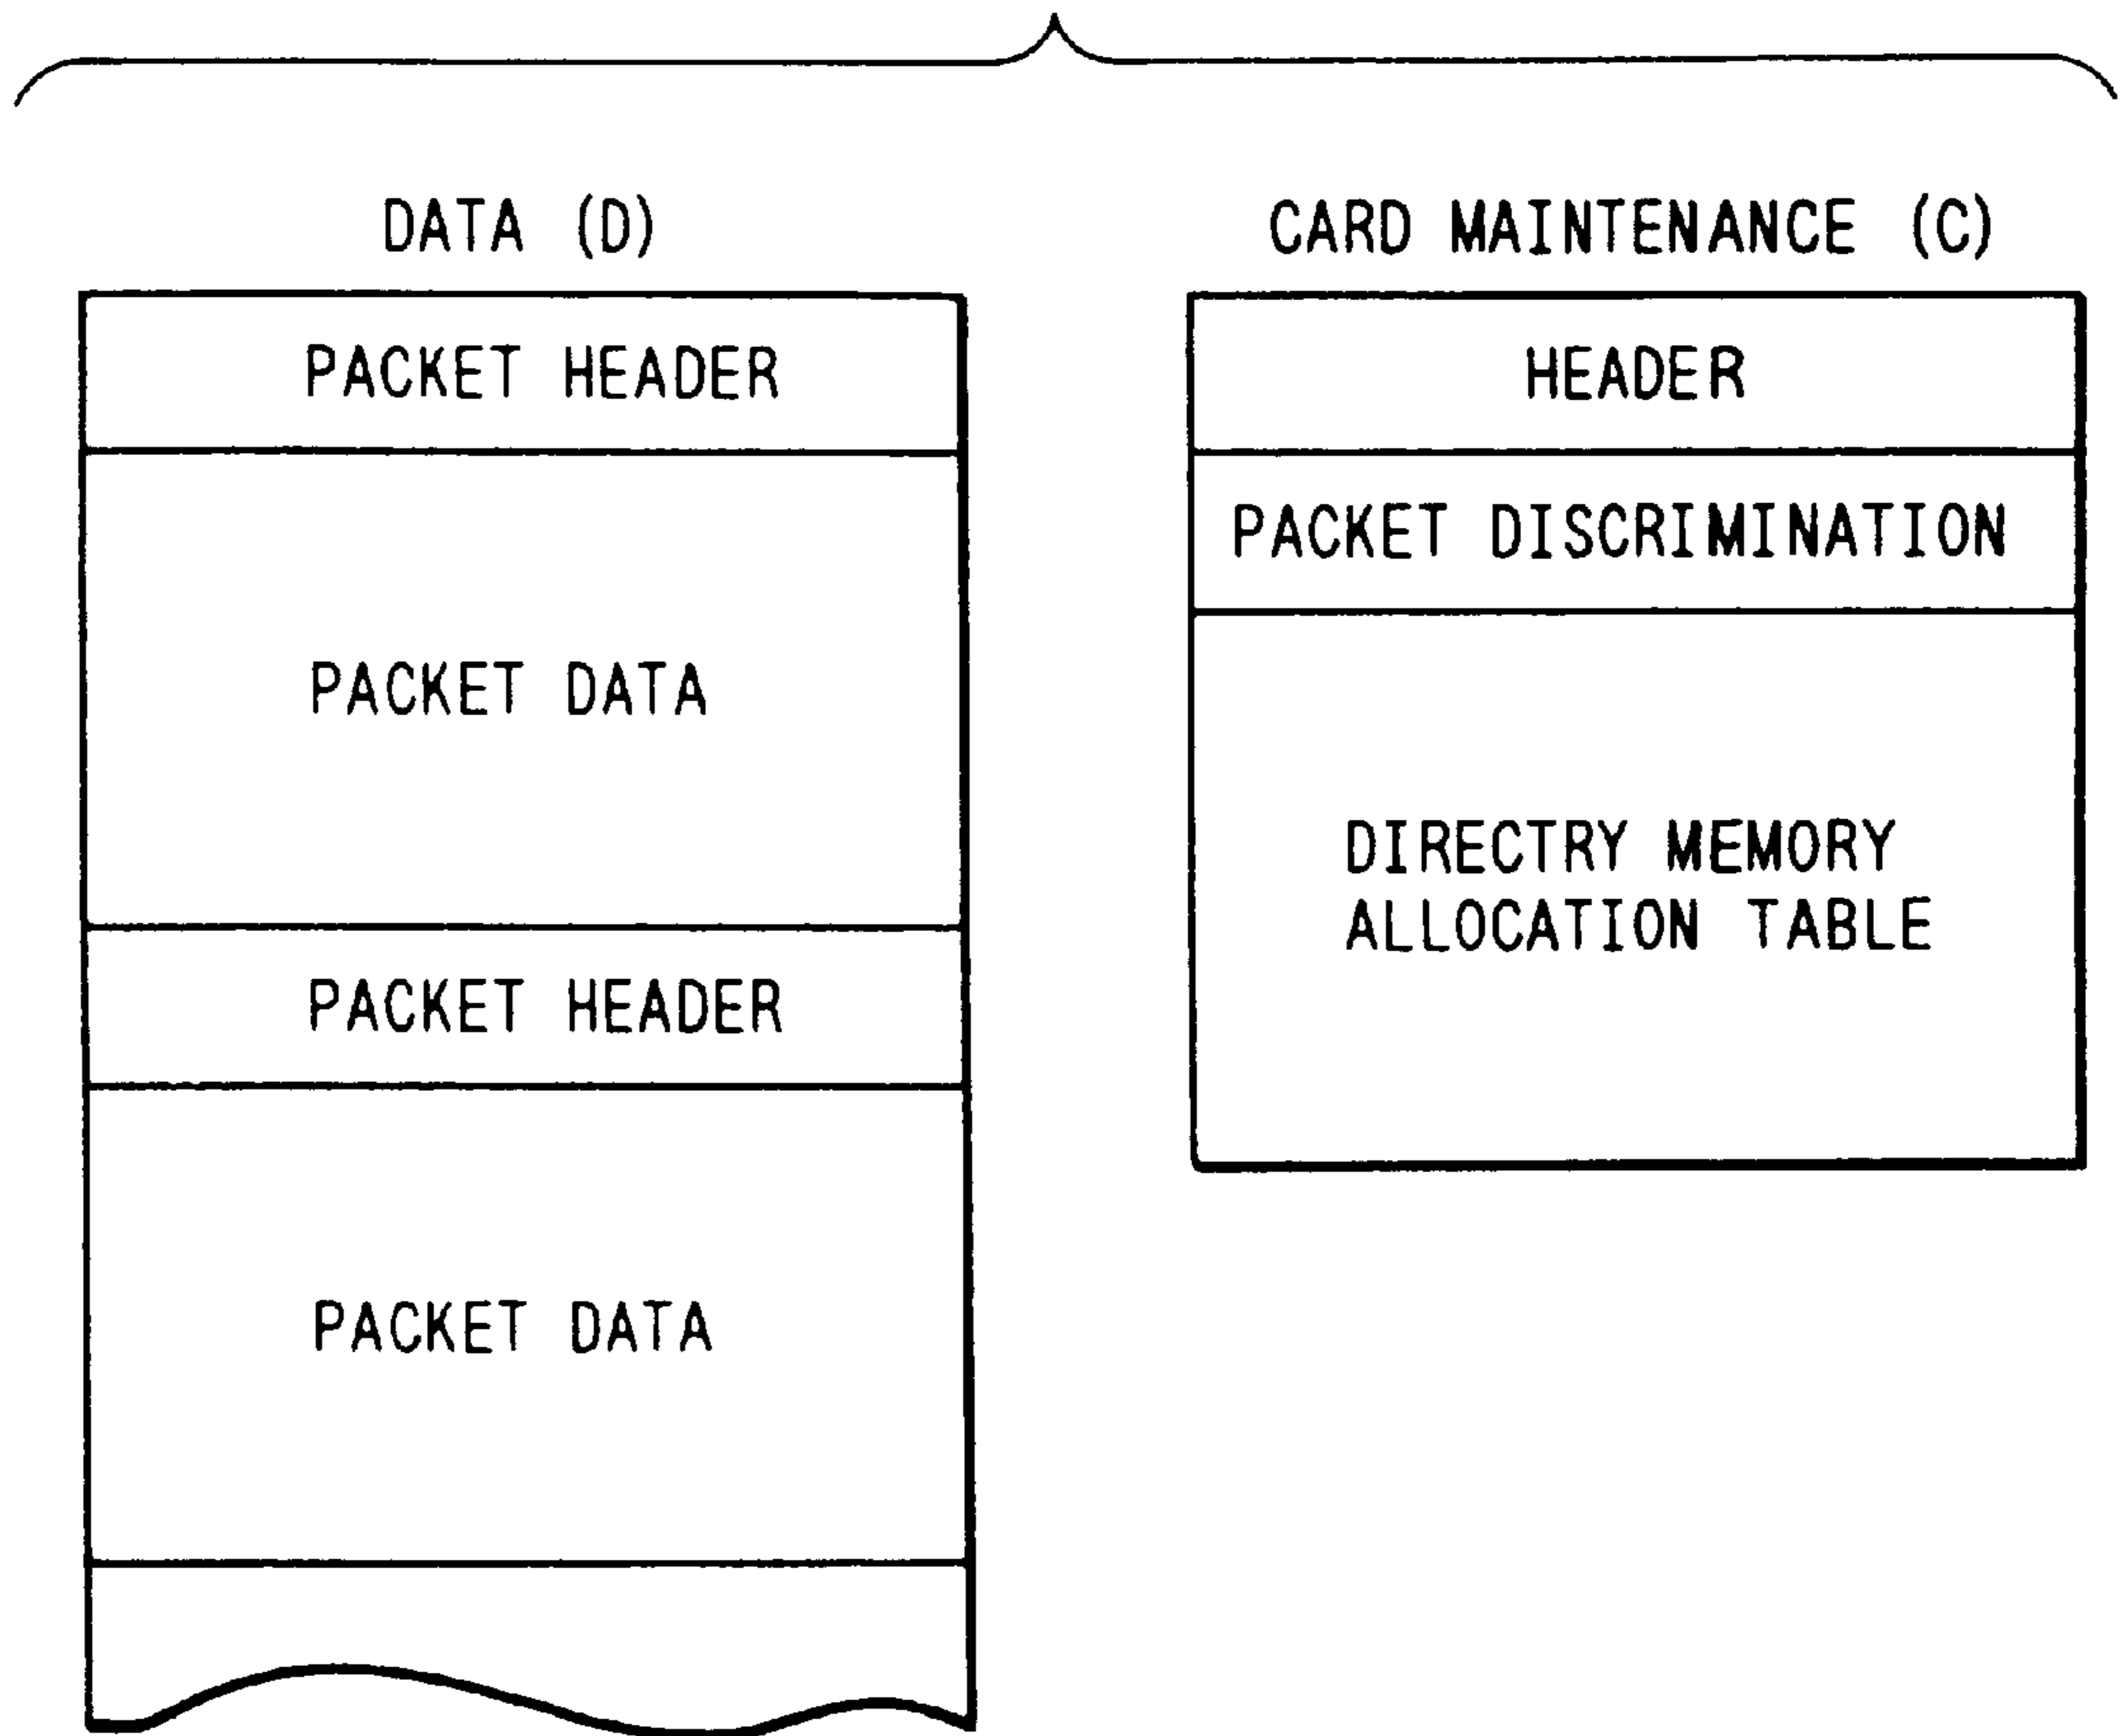 DATA (D)
PACKET HEADER
PACKET DATA
PACKET HEADER
PACKET DATA
CARD MAINTENANCE (C)
HEADER
PACKET DISCRIMINATION
DIRECTRY MEMORY
ALLOCATION TABLE